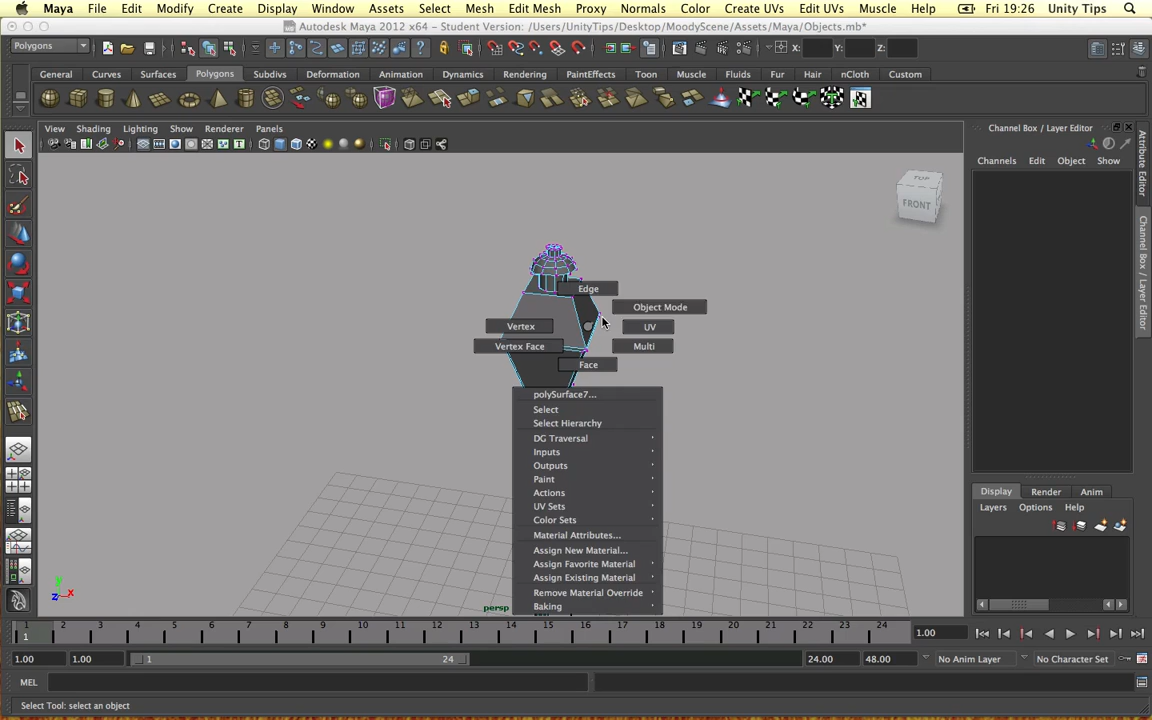 Maya File Edit Modify Create Display Window Assets Select Mesh Edit Mesh Proxy Normals Color Create UVs Edit UVs Muscle Help Fri 19:26 Unity Tips
Autodesk Maya 2012 x64 - Student Version: /Users/UnityTips/Desktop/MoodyScene/Assets/Maya/Objects.mb*
Polygons X: Y: Z:
General Curves Surfaces Polygons Subdivs Deformation Animation Dynamics Rendering PaintEffects Toon Muscle Fluids Fur Hair nCloth Custom
View Shading Lighting Show Renderer Panels
Channel Box / Layer Editor
Channels Edit Object Show
Attribute Editor
Channel Box / Layer Editor
TOP
FRONT
Edge
Object Mode
Vertex UV
Vertex Face Multi
Face
polySurface7...
Select
Select Hierarchy
DG Traversal
Inputs
Outputs
Paint
Actions
UV Sets
Color Sets
Material Attributes...
Assign New Material...
Assign Favorite Material
Assign Existing Material
Remove Material Override
Baking
Display Render Anim
Layers Options Help
y
z x
persp
1 2 3 4 5 6 7 8 9 10 11 12 13 14 15 16 17 18 19 20 21 22 23 24
1 1.00
1.00 1.00 1 24 24.00 48.00 No Anim Layer No Character Set
MEL
Select Tool: select an object